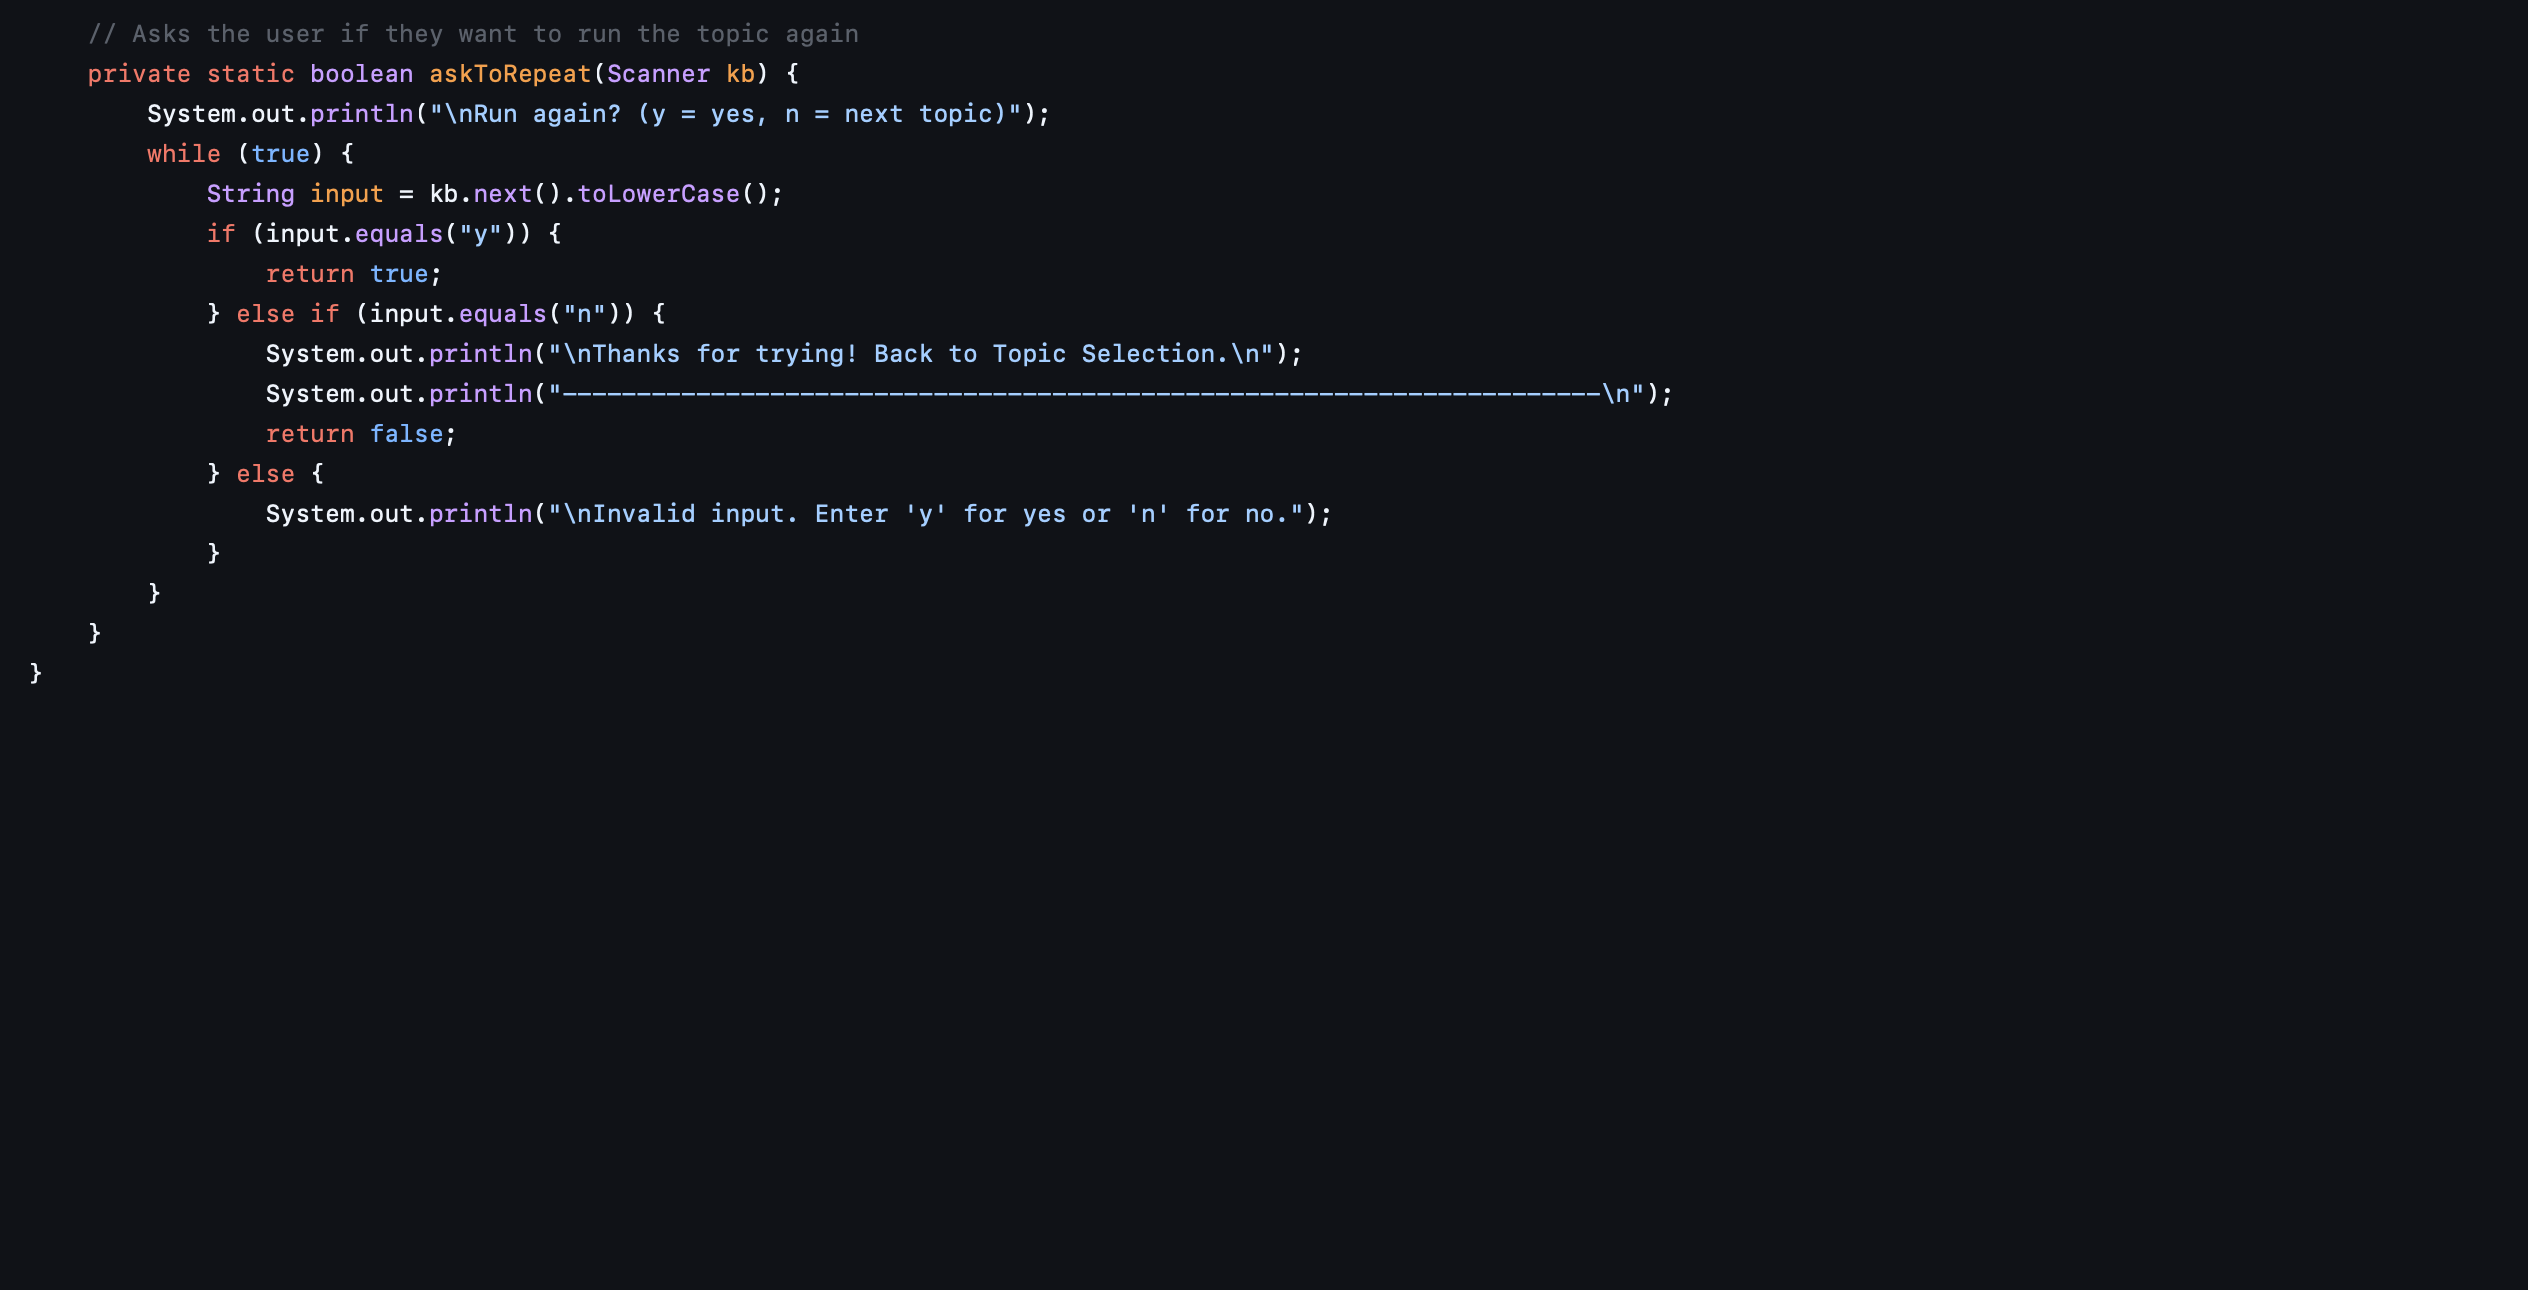 // Asks the user if they want to run the topic again
private static boolean askToRepeat(Scanner kb) {
System.out.println("\nRun again? (y = yes, n = next topic)");
while (true) {
String input = kb.next().toLowerCase();
if (input.equals("y")) {
return true;
} else if (input.equals("n")) {
System.out.println("\nThanks for trying! Back to Topic Selection.\n");
System.out.println("——————————————————————————————————————————————————————————————————————\n");
return false;
} else {
System.out.println("\nInvalid input. Enter 'y' for yes or 'n' for no.");
}
}
}
}